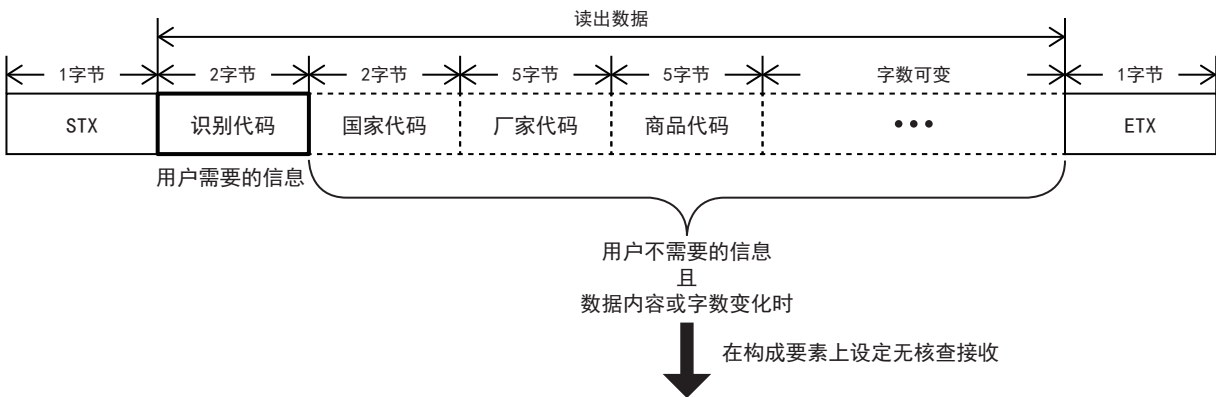 读出数据
1字节 2字节 2字节 5字节 5字节 字数可变 1字节
STX 识别代码 国家代码 厂家代码 商品代码 ••• ETX
用户需要的信息
用户不需要的信息
且
数据内容或字数变化时
在构成要素上设定无核查接收